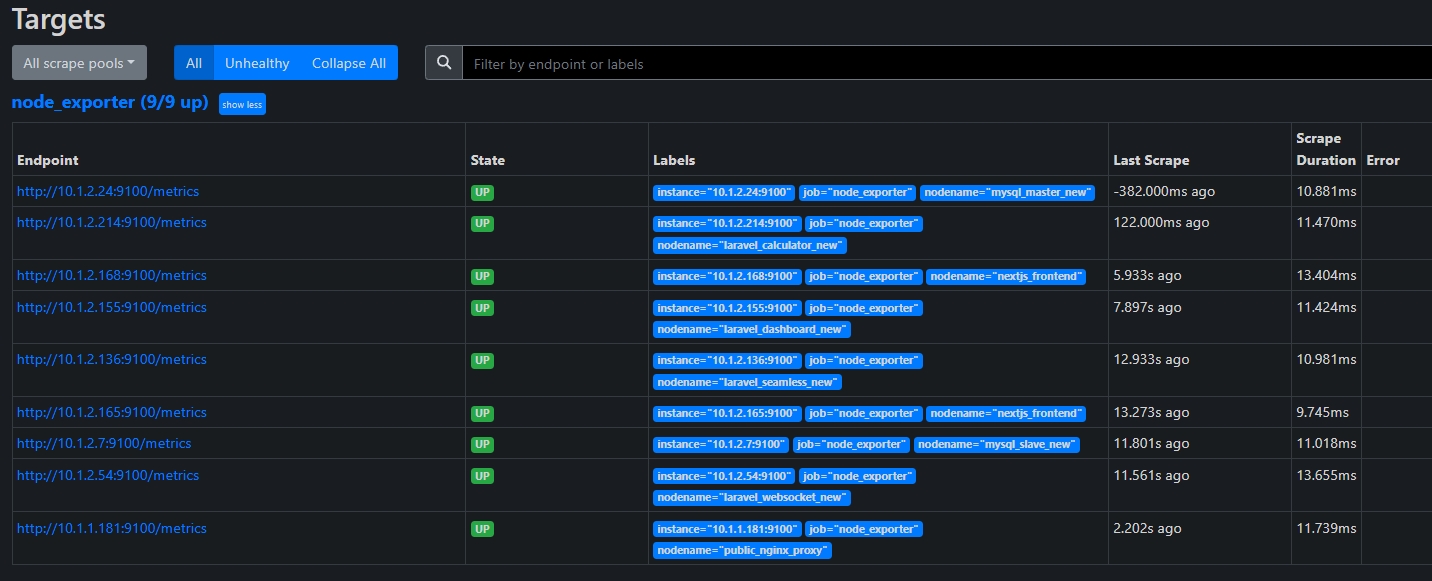 Targets
All scrape pools All Unhealthy Collapse All Filter by endpoint or labels
node_exporter (9/9 up) show less
Endpoint State Labels Last Scrape Scrape Duration Error
http://10.1.2.24:9100/metrics UP instance="10.1.2.24:9100" job="node_exporter" nodename="mysql_master_new" -382.000ms ago 10.881ms
http://10.1.2.214:9100/metrics UP instance="10.1.2.214:9100" job="node_exporter" 122.000ms ago 11.470ms
nodename="laravel_calculator_new"
http://10.1.2.168:9100/metrics UP instance="10.1.2.168:9100" job="node_exporter" nodename="nextjs_frontend" 5.933s ago 13.404ms
http://10.1.2.155:9100/metrics UP instance="10.1.2.155:9100" job="node_exporter" 7.897s ago 11.424ms
nodename="laravel_dashboard_new"
http://10.1.2.136:9100/metrics UP instance="10.1.2.136:9100" job="node_exporter" 12.933s ago 10.981ms
nodename="laravel_seamless_new"
http://10.1.2.165:9100/metrics UP instance="10.1.2.165:9100" job="node_exporter" nodename="nextjs_frontend" 13.273s ago 9.745ms
http://10.1.2.7:9100/metrics UP instance="10.1.2.7:9100" job="node_exporter" nodename="mysql_slave_new" 11.801s ago 11.018ms
http://10.1.2.54:9100/metrics UP instance="10.1.2.54:9100" job="node_exporter" 11.561s ago 13.655ms
nodename="laravel_websocket_new"
http://10.1.1.181:9100/metrics UP instance="10.1.1.181:9100" job="node_exporter" 2.202s ago 11.739ms
nodename="public_nginx_proxy"